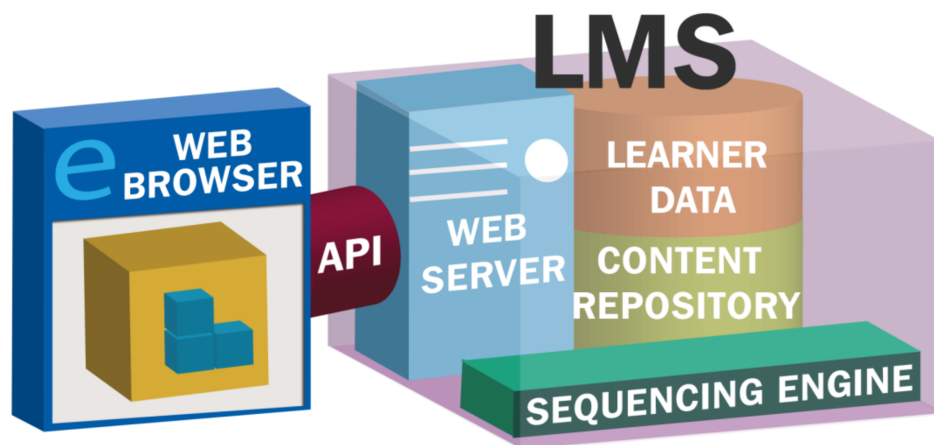 LMS
e WEB
BROWSER
API
WEB
SERVER
LEARNER
DATA
CONTENT
REPOSITORY
SEQUENCING ENGINE